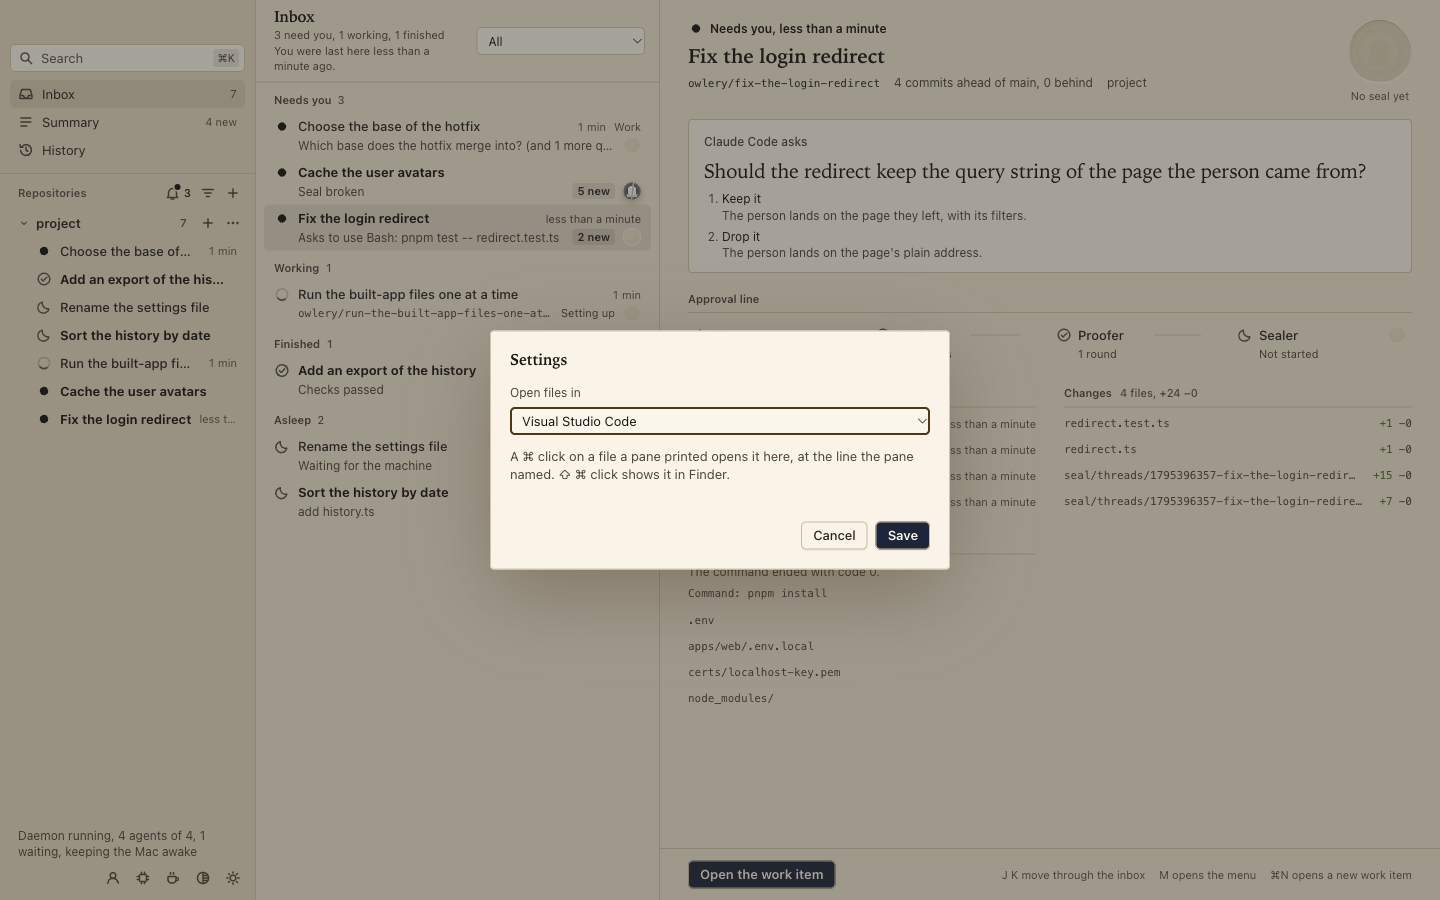 Search ⌘K
Inbox 7
Summary 4 new
History
Repositories 3
project 7
Choose the base of... 1 min
Add an export of the his...
Rename the settings file
Sort the history by date
Run the built-app fi... 1 min
Cache the user avatars
Fix the login redirect less t...
Daemon running, 4 agents of 4, 1
waiting, keeping the Mac awake
Inbox
3 need you, 1 working, 1 finished
You were last here less than a
minute ago.
All
Needs you 3
Choose the base of the hotfix 1 min Work
Which base does the hotfix merge into? (and 1 more q...
Cache the user avatars
Seal broken 5 new
Fix the login redirect less than a minute
Asks to use Bash: pnpm test -- redirect.test.ts 2 new
Working 1
Run the built-app files one at a time 1 min
owlery/run-the-built-app-files-one-at... Setting up
Finished 1
Add an export of the history
Checks passed
Asleep 2
Rename the settings file
Waiting for the machine
Sort the history by date
add history.ts
Needs you, less than a minute
Fix the login redirect
owlery/fix-the-login-redirect 4 commits ahead of main, 0 behind project
No seal yet
Claude Code asks
Should the redirect keep the query string of the page the person came from?
1. Keep it
The person lands on the page they left, with its filters.
2. Drop it
The person lands on the page's plain address.
Approval line
Proofer
1 round
Sealer
Not started
Changes 4 files, +24 −0
ss than a minute
redirect.test.ts +1 −0
ss than a minute
redirect.ts +1 −0
ss than a minute
seal/threads/1795396357-fix-the-login-redir... +15 −0
ss than a minute
seal/threads/1795396357-fix-the-login-redire... +7 −0
Settings
Open files in
Visual Studio Code
A ⌘ click on a file a pane printed opens it here, at the line the pane
named. ⇧ ⌘ click shows it in Finder.
Cancel Save
The command ended with code 0.
Command: pnpm install
.env
apps/web/.env.local
certs/localhost-key.pem
node_modules/
Open the work item
J K move through the inbox M opens the menu ⌘N opens a new work item